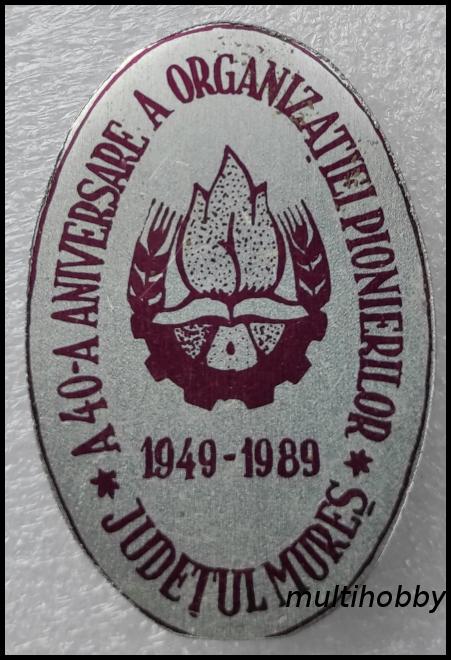 A 40-A ANIVERSARE A ORGANIZAȚIEI PIONIERILOR
1949-1989
* JUDEȚUL MUREȘ *
multihobby